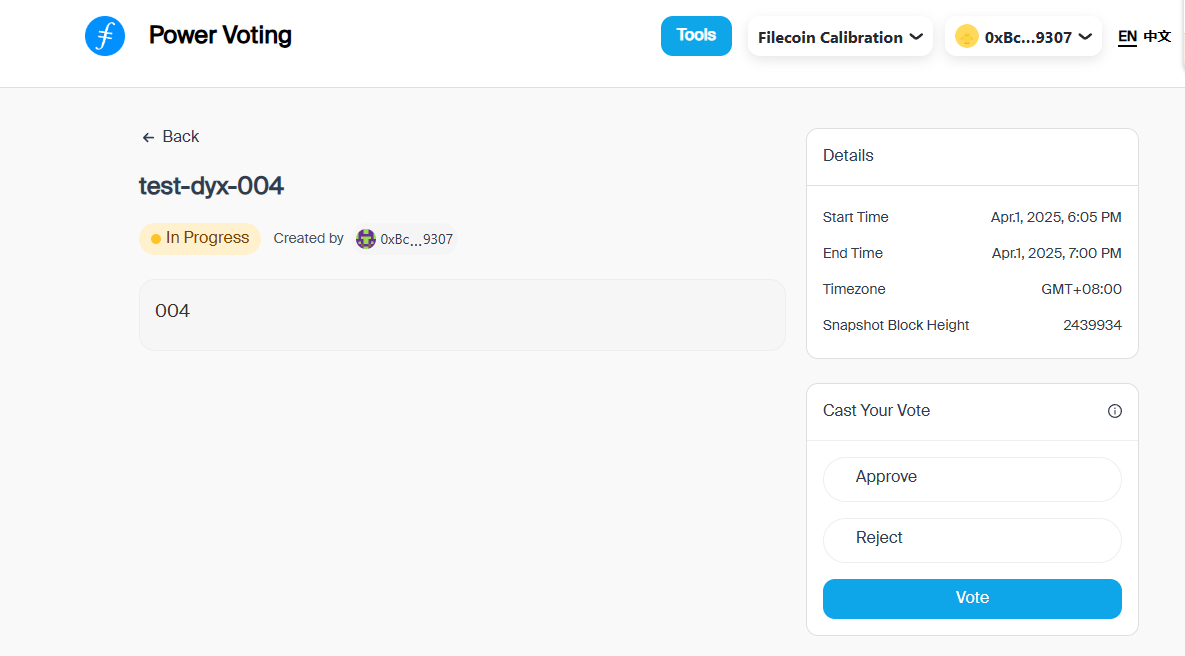 Power Voting
Tools
Filecoin Calibration
0xBc...9307
EN 中文
← Back
test-dyx-004
In Progress
Created by
0xBc...9307
004
Details
Start Time Apr.1, 2025, 6:05 PM
End Time Apr.1, 2025, 7:00 PM
Timezone GMT+08:00
Snapshot Block Height 2439934
Cast Your Vote
Approve
Reject
Vote